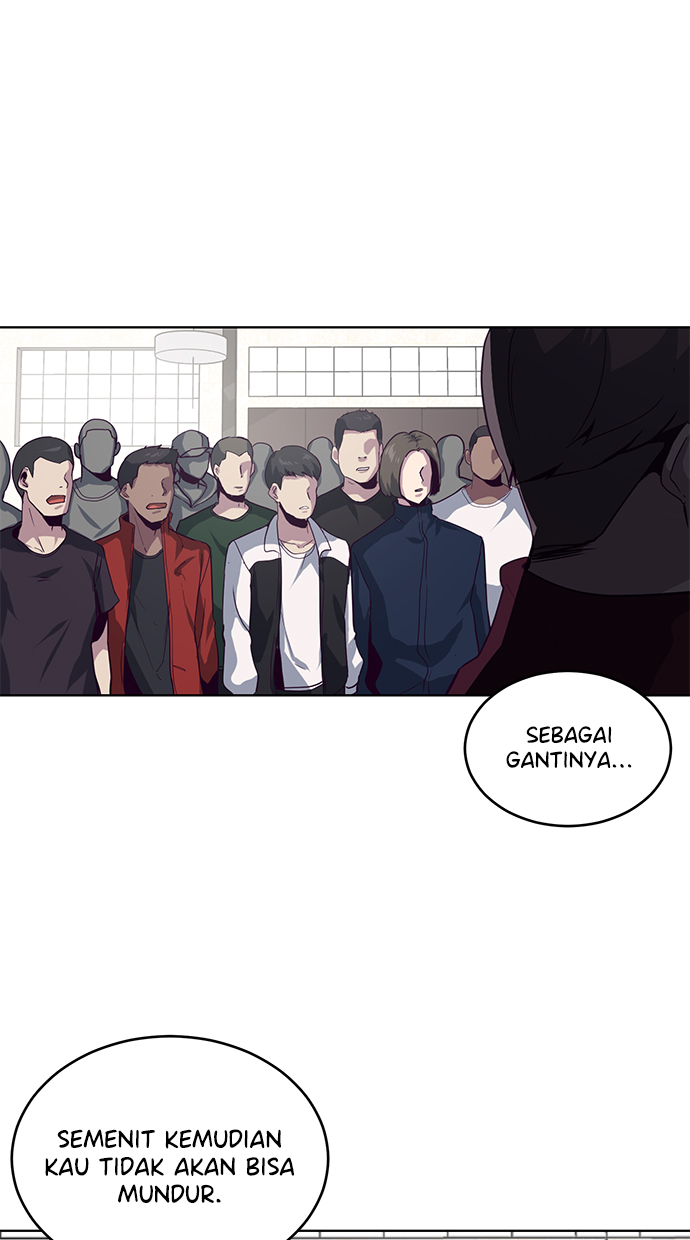 SEBAGAI
GANTINYA...
SEMENIT KEMUDIAN
KAU TIDAK AKAN BISA
MUNDUR.